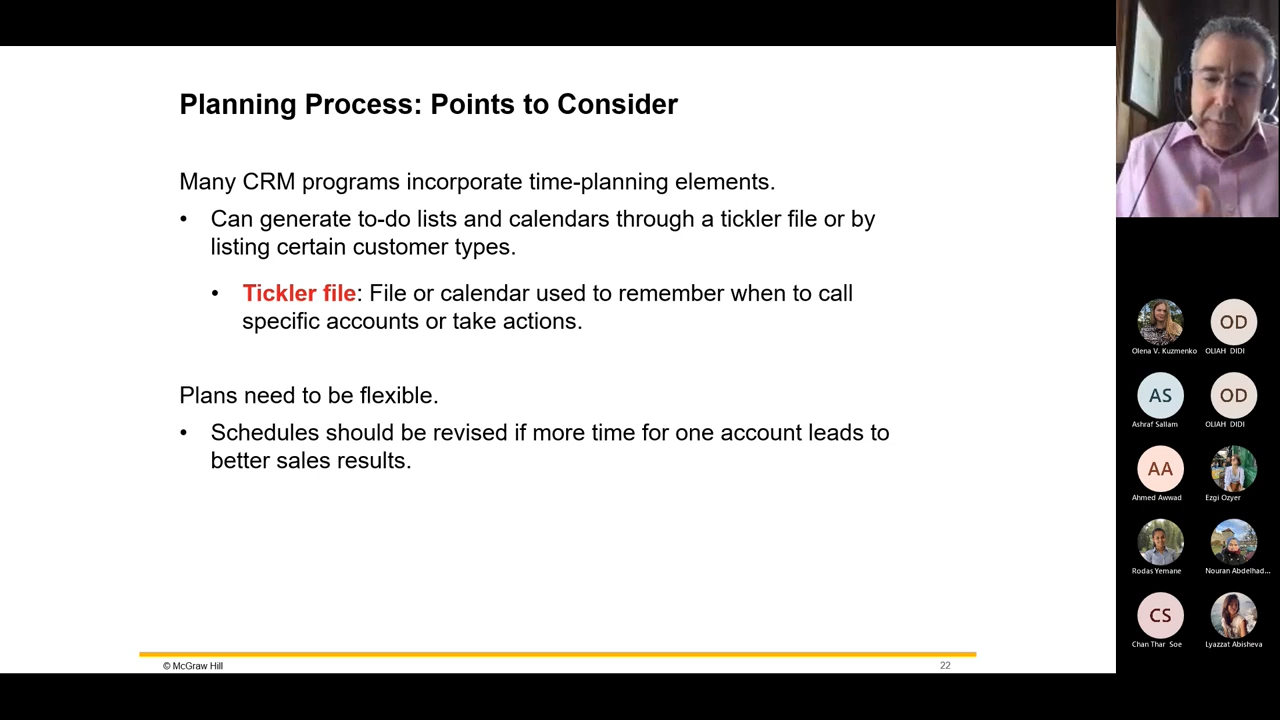 Planning Process: Points to Consider
Many CRM programs incorporate time-planning elements.
• Can generate to-do lists and calendars through a tickler file or by
listing certain customer types.
• Tickler file: File or calendar used to remember when to call
specific accounts or take actions.
Plans need to be flexible.
• Schedules should be revised if more time for one account leads to
better sales results.
© McGraw Hill
22
Olena V. Kuzmenko
OD
OLIAH DIDI
AS
Ashraf Sallam
OD
OLIAH DIDI
AA
Ahmed Awwad
Ezgi Ozyer
Rodas Yemane
Nouran Abdelhad...
CS
Chan Thar Soe
Lyazzat Abisheva